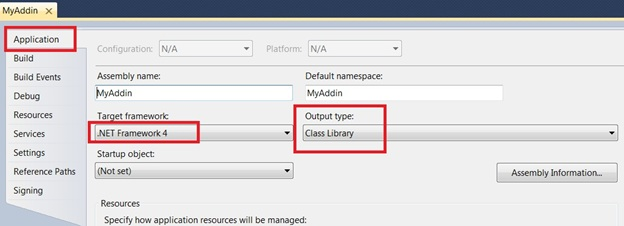 MyAddin
Application
Configuration: N/A Platform: N/A
Build
Build Events
Assembly name: Default namespace:
Debug
MyAddin MyAddin
Resources
Target framework: Output type:
Services
.NET Framework 4 Class Library
Settings
Startup object:
Reference Paths
(Not set) Assembly Information...
Signing
Resources
Specify how application resources will be managed: